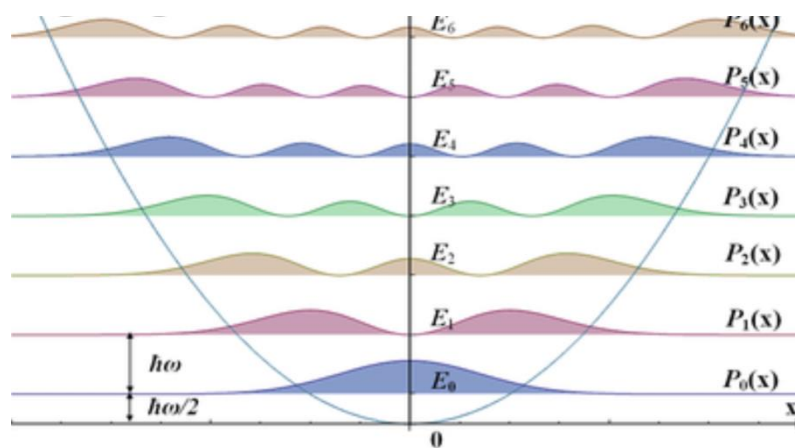 E₆ P₆(x)
E₅ P₅(x)
E₄ P₄(x)
E₃ P₃(x)
E₂ P₂(x)
E₁ P₁(x)
ħω
E₀ P₀(x)
ħω/2 x
0